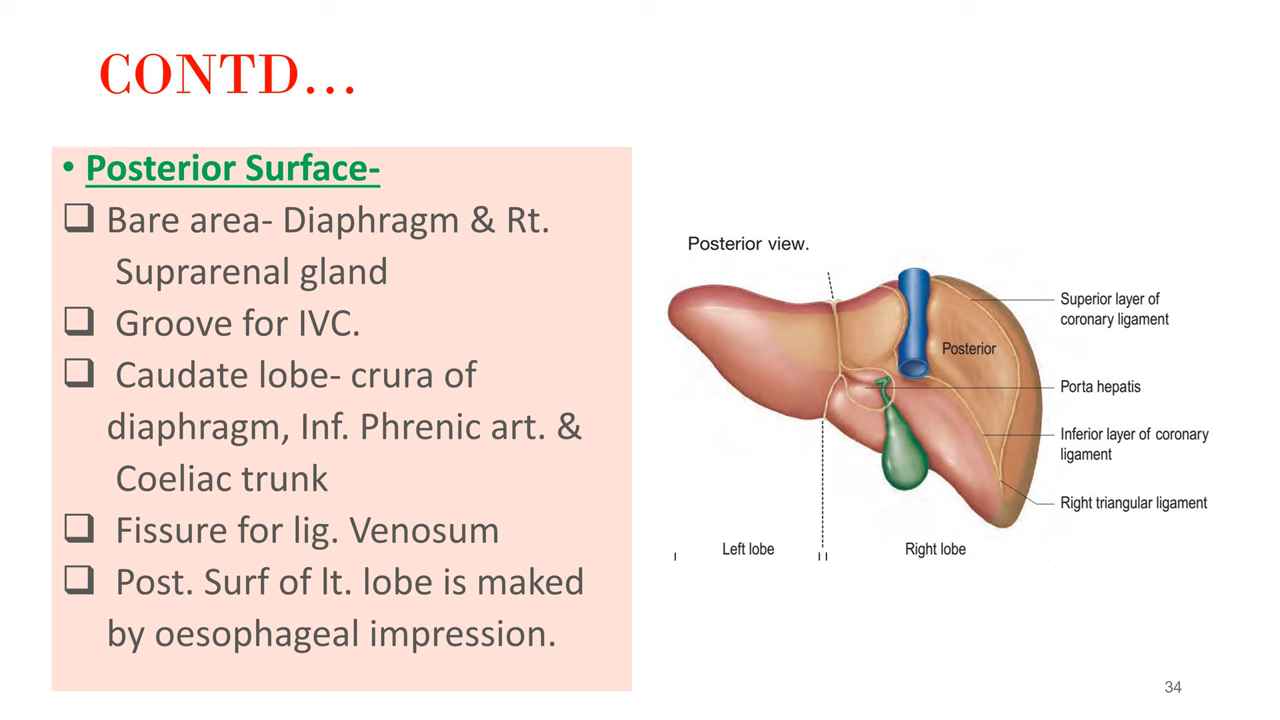 CONTD...
• Posterior Surface-
❑ Bare area- Diaphragm & Rt.
Suprarenal gland
❑ Groove for IVC.
❑ Caudate lobe- crura of
diaphragm, Inf. Phrenic art. &
Coeliac trunk
❑ Fissure for lig. Venosum
❑ Post. Surf of lt. lobe is maked
by oesophageal impression.
Posterior view.
Superior layer of
coronary ligament
Posterior
Porta hepatis
Inferior layer of coronary
ligament
Right triangular ligament
Left lobe
Right lobe
34